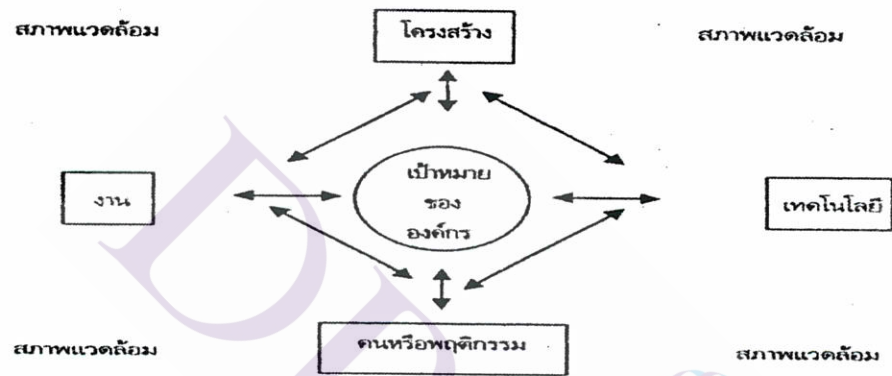 สภาพแวดล้อม
โครงสร้าง
สภาพแวดล้อม
งาน
เป้าหมาย
ของ
องค์กร
เทคโนโลยี
คนหรือพฤติกรรม
สภาพแวดล้อม
สภาพแวดล้อม